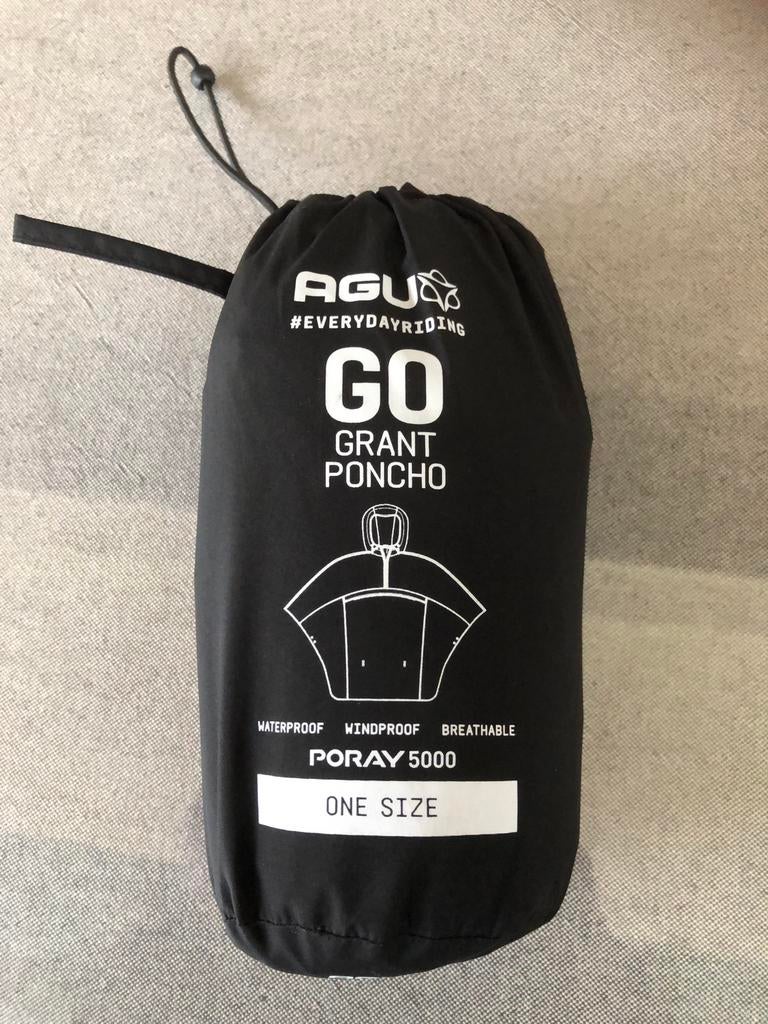 AGU
#EVERYDAYRIDING
GO
GRANT
PONCHO
WATERPROOF WINDPROOF BREATHABLE
PORAY 5000
ONE SIZE